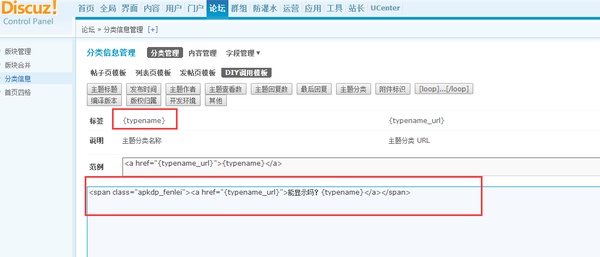 Discuz!
Control Panel
首页 全局 界面 内容 用户 门户 论坛 群组 防灌水 运营 应用 工具 站长 UCenter
论坛 » 分类信息管理 [+]
版块管理
版块合并
分类信息
首页四格
分类信息管理 分类管理 内容管理 字段管理
帖子页模板 列表页模板 发帖页模板 DIY调用模板
主题标题 发布时间 主题作者 主题查看数 主题回复数 最后回复 主题分类 附件标识 [loop]...[/loop]
编译版本 版权归属 开发环境 其他
标签 {typename} {typename_url}
说明 主题分类名称 主题分类 URL
范例 <a href="{typename_url}">{typename}</a>
<span class="apkdp_fenlei"><a href="{typename_url}">能显示吗？{typename}</a></span>